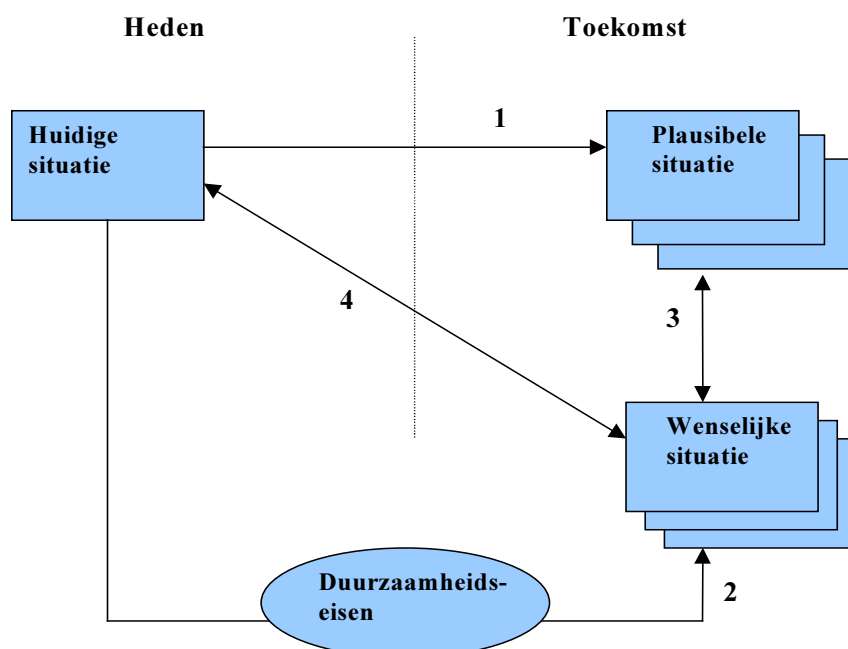 Heden
Toekomst
Huidige
situatie
1
Plausibele
situatie
4
3
Wenselijke
situatie
Duurzaamheids-
eisen
2